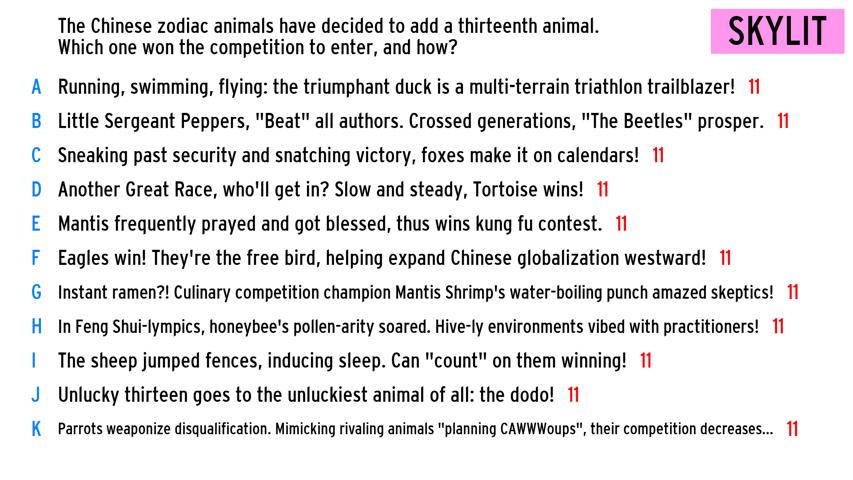 The Chinese zodiac animals have decided to add a thirteenth animal.
Which one won the competition to enter, and how?
SKYLIT
A Running, swimming, flying: the triumphant duck is a multi-terrain triathlon trailblazer! 11
B Little Sergeant Peppers, "Beat" all authors. Crossed generations, "The Beetles" prosper. 11
C Sneaking past security and snatching victory, foxes make it on calendars! 11
D Another Great Race, who'll get in? Slow and steady, Tortoise wins! 11
E Mantis frequently prayed and got blessed, thus wins kung fu contest. 11
F Eagles win! They're the free bird, helping expand Chinese globalization westward! 11
G Instant ramen?! Culinary competition champion Mantis Shrimp's water-boiling punch amazed skeptics! 11
H In Feng Shui-lympics, honeybee's pollen-arity soared. Hive-ly environments vibed with practitioners! 11
I The sheep jumped fences, inducing sleep. Can "count" on them winning! 11
J Unlucky thirteen goes to the unluckiest animal of all: the dodo! 11
K Parrots weaponize disqualification. Mimicking rivaling animals "planning CAWWWoups", their competition decreases... 11